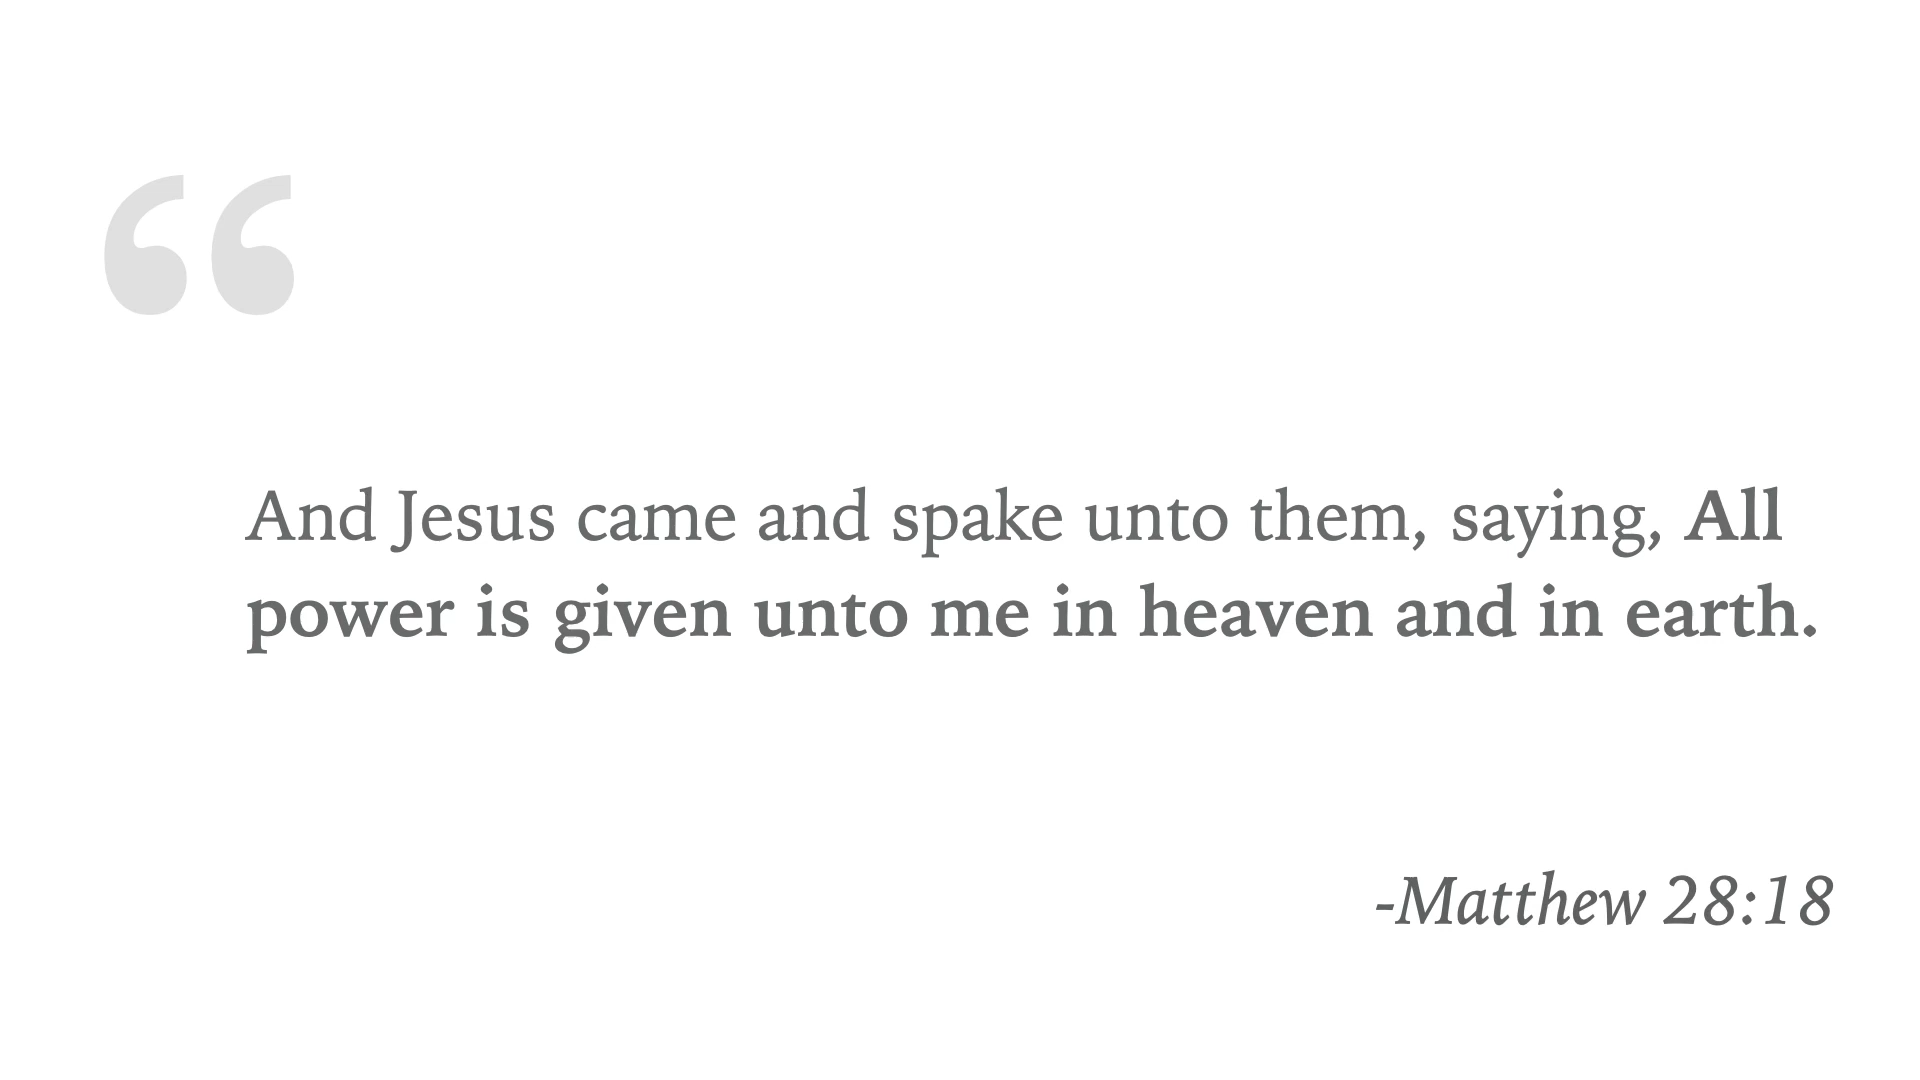 “
And Jesus came and spake unto them, saying, All
power is given unto me in heaven and in earth.
-Matthew 28:18